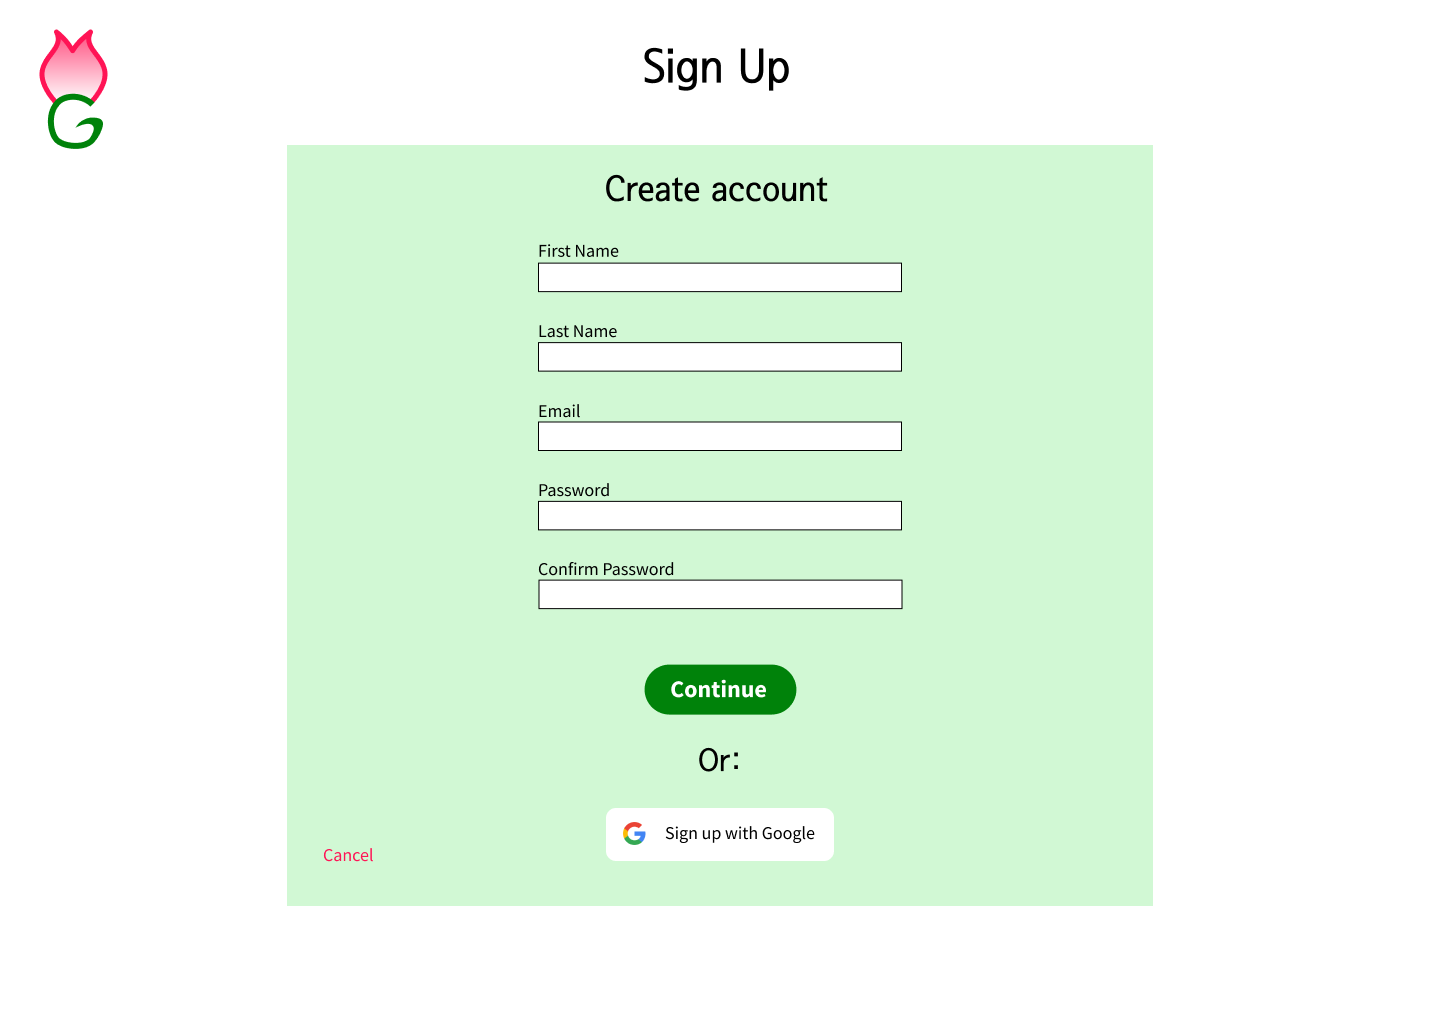 G
Sign Up
Create account
First Name
Last Name
Email
Password
Confirm Password
Continue
Or:
Sign up with Google
Cancel